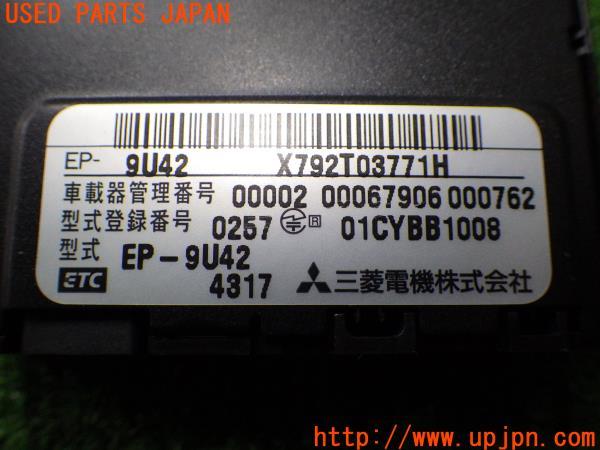 USED PARTS JAPAN
EP- 9U42 X792T03771H
車載器管理番号 00002 00067906 000762
型式登録番号 0257 R 01CYBB1008
型式 EP-9U42
ETC 4317 三菱電機株式会社
UPJ
http://www.upjpn.com/